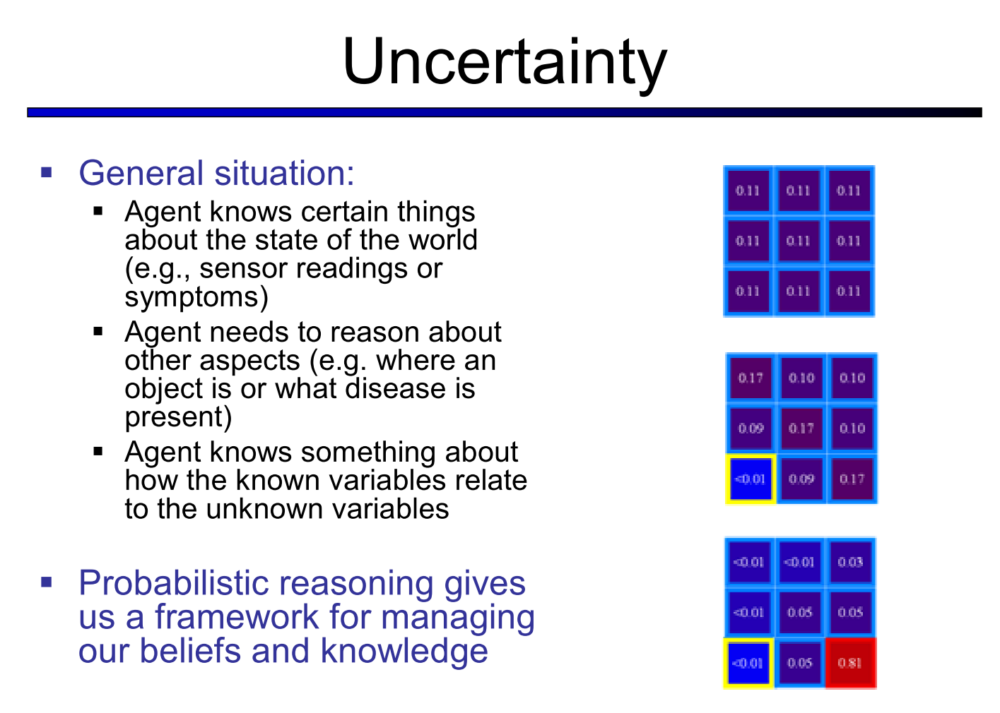 Uncertainty
▪ General situation:
▪ Agent knows certain things
about the state of the world
(e.g., sensor readings or
symptoms)
▪ Agent needs to reason about
other aspects (e.g. where an
object is or what disease is
present)
▪ Agent knows something about
how the known variables relate
to the unknown variables
▪ Probabilistic reasoning gives
us a framework for managing
our beliefs and knowledge
0.11 0.11 0.11
0.11 0.11 0.11
0.11 0.11 0.11
0.17 0.10 0.10
0.09 0.17 0.10
<0.01 0.09 0.17
<0.01 <0.01 0.03
<0.01 0.05 0.05
<0.01 0.05 0.81